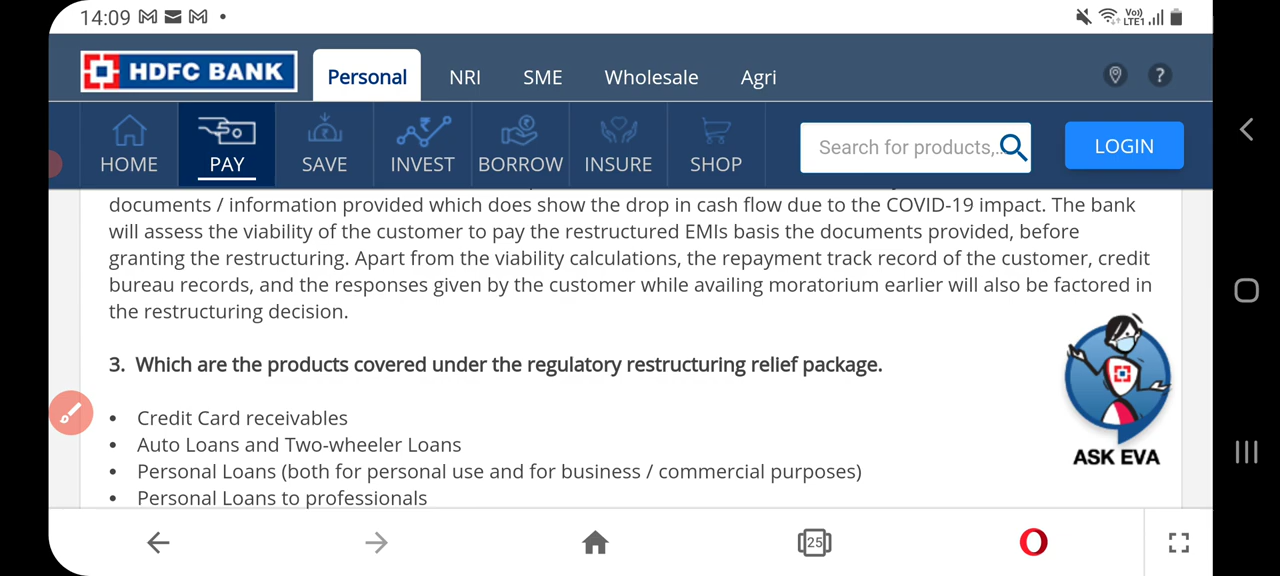 14:09
Vo)
LTE1
HDFC BANK
Personal
NRI
SME
Wholesale
Agri
?
HOME
PAY
SAVE
INVEST
BORROW
INSURE
SHOP
Search for products,...
LOGIN
documents / information provided which does show the drop in cash flow due to the COVID-19 impact. The bank
will assess the viability of the customer to pay the restructured EMIs basis the documents provided, before
granting the restructuring. Apart from the viability calculations, the repayment track record of the customer, credit
bureau records, and the responses given by the customer while availing moratorium earlier will also be factored in
the restructuring decision.
3. Which are the products covered under the regulatory restructuring relief package.
• Credit Card receivables
• Auto Loans and Two-wheeler Loans
• Personal Loans (both for personal use and for business / commercial purposes)
• Personal Loans to professionals
ASK EVA
25